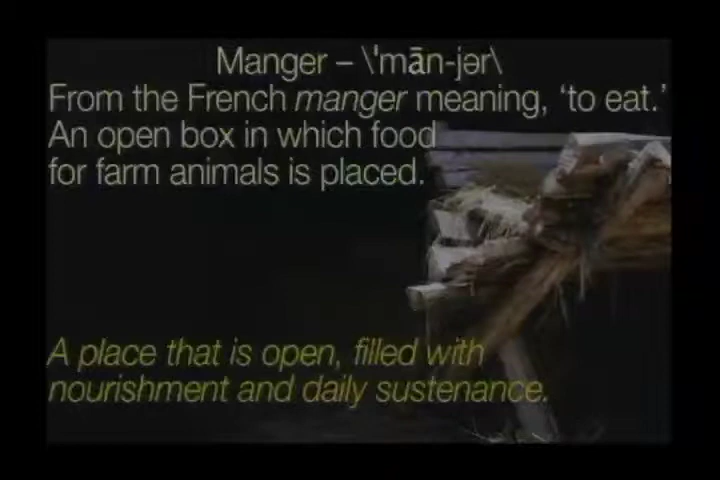 Manger – \'mān-jər\
From the French manger meaning, ‘to eat.’
An open box in which food
for farm animals is placed.
A place that is open, filled with
nourishment and daily sustenance.